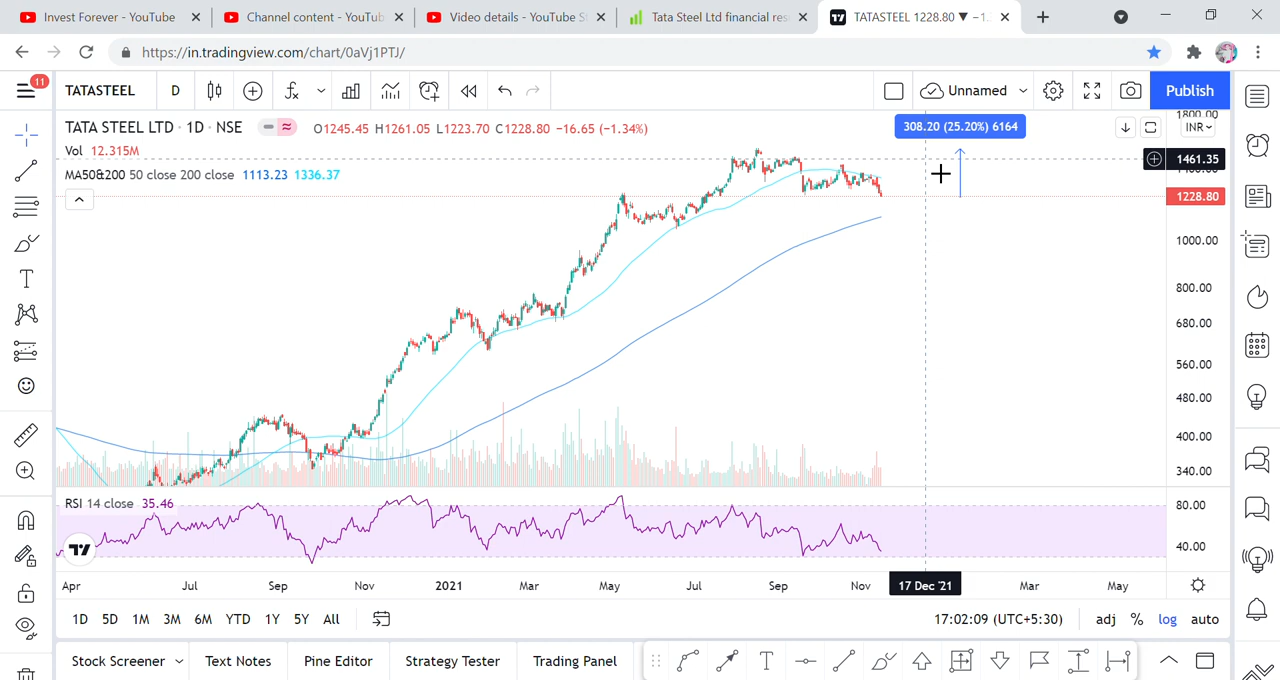 Invest Forever - YouTube
Channel content - YouTub
Video details - YouTube S
Tata Steel Ltd financial res
TATASTEEL 1228.80 ▼ −1.
https://in.tradingview.com/chart/0aVj1PTJ/
11
TATASTEEL
D
Unnamed
Publish
TATA STEEL LTD · 1D · NSE
O1245.45 H1261.05 L1223.70 C1228.80 −16.65 (−1.34%)
308.20 (25.20%) 6164
1800.00
INR
Vol 12.315M
MA50&200 50 close 200 close 1113.23 1336.37
1461.35
1228.80
1000.00
800.00
680.00
560.00
480.00
400.00
340.00
RSI 14 close 35.46
80.00
40.00
Apr Jul Sep Nov 2021 Mar May Jul Sep Nov 17 Dec '21 Mar May
1D 5D 1M 3M 6M YTD 1Y 5Y All
17:02:09 (UTC+5:30)
adj % log auto
Stock Screener
Text Notes
Pine Editor
Strategy Tester
Trading Panel